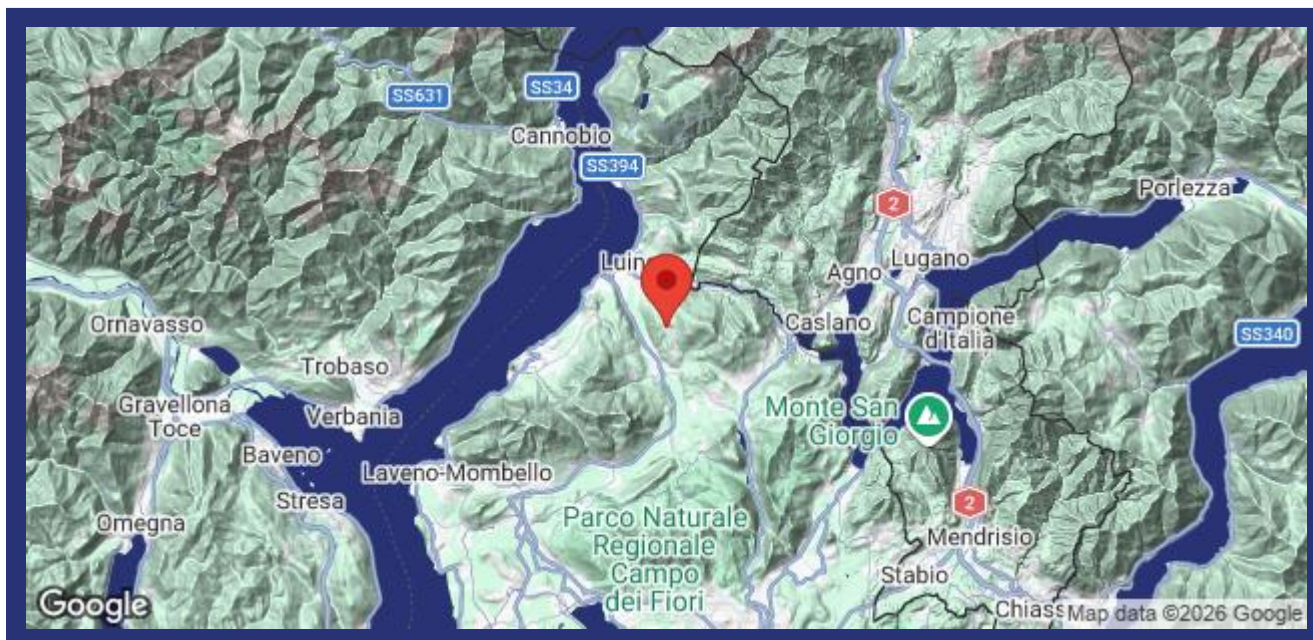 SS631
SS34
Cannobio
SS394
2
Porlezza
Luin
Agno
Lugano
Ornavasso
Caslano
Campione
d'Italia
SS340
Trobaso
Gravellona
Toce
Verbania
Monte San
Giorgio
Baveno
Laveno-Mombello
Stresa
2
Omegna
Parco Naturale
Regionale
Campo
dei Fiori
Mendrisio
Stabio
Google
Chiass
Map data ©2026 Google